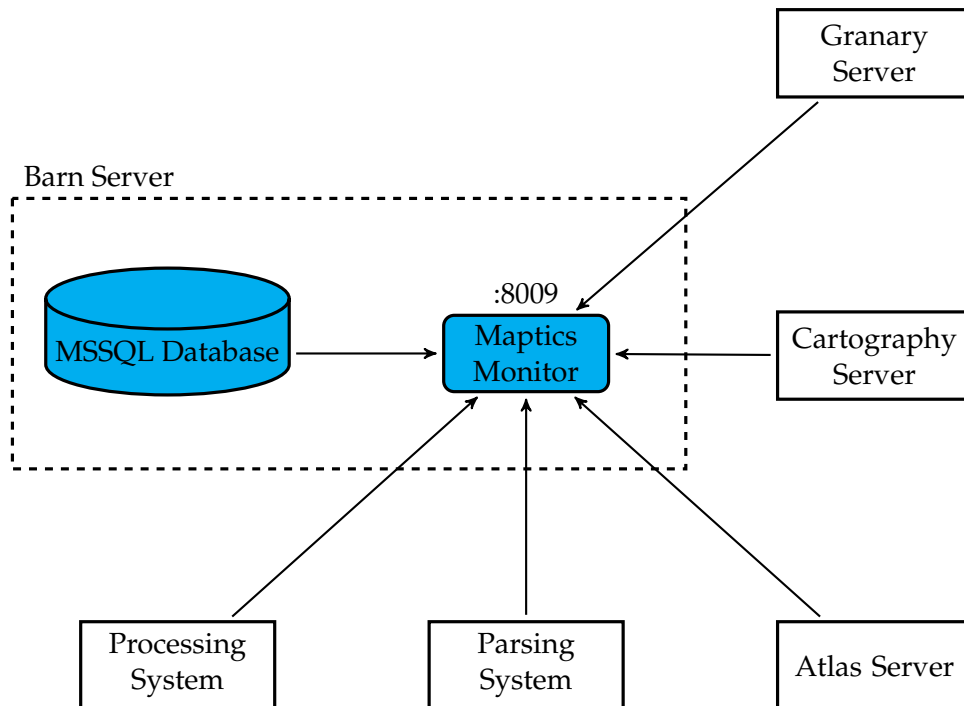 Granary
Server
Barn Server
:8009
MSSQL Database
Maptics
Monitor
Cartography
Server
Processing
System
Parsing
System
Atlas Server